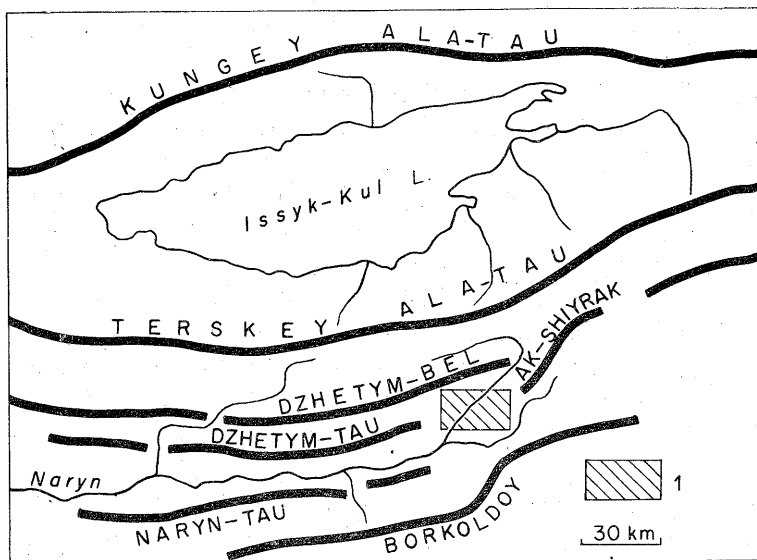 KUNGEY ALA-TAU
Issyk-Kul L.
TERSKEY ALA-TAU
AK-SHIYRAK
DZHETYM-BEL
DZHETYM-TAU
Naryn
NARYN-TAU
BORKOLDOY
1
30 km